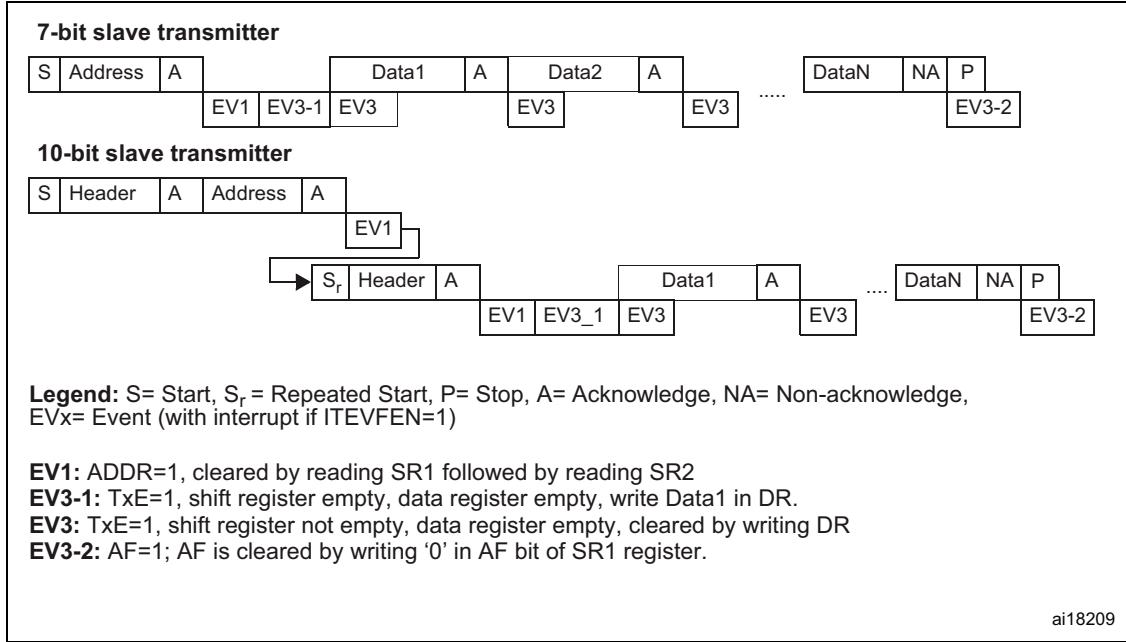 7-bit slave transmitter
S Address A Data1 A Data2 A ..... DataN NA P
EV1 EV3-1 EV3 EV3 EV3 EV3-2
10-bit slave transmitter
S Header A Address A
EV1
Sr Header A Data1 A .... DataN NA P
EV1 EV3_1 EV3 EV3 EV3-2
Legend: S= Start, Sr = Repeated Start, P= Stop, A= Acknowledge, NA= Non-acknowledge,
EVx= Event (with interrupt if ITEVFEN=1)
EV1: ADDR=1, cleared by reading SR1 followed by reading SR2
EV3-1: TxE=1, shift register empty, data register empty, write Data1 in DR.
EV3: TxE=1, shift register not empty, data register empty, cleared by writing DR
EV3-2: AF=1; AF is cleared by writing ‘0’ in AF bit of SR1 register.
ai18209